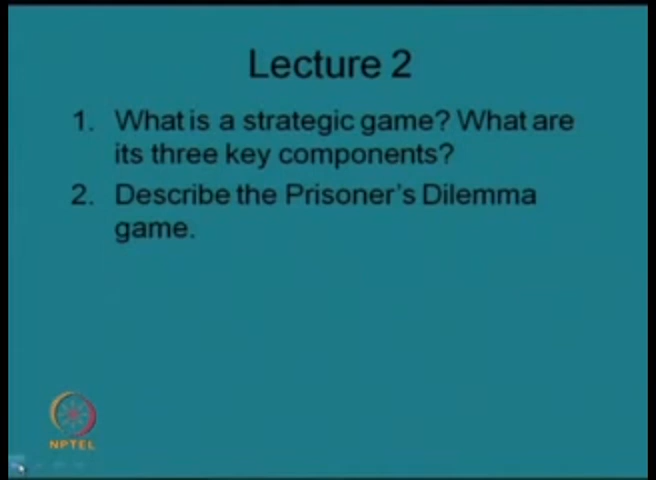 Lecture 2
1. What is a strategic game? What are
its three key components?
2. Describe the Prisoner's Dilemma
game.
NPTEL